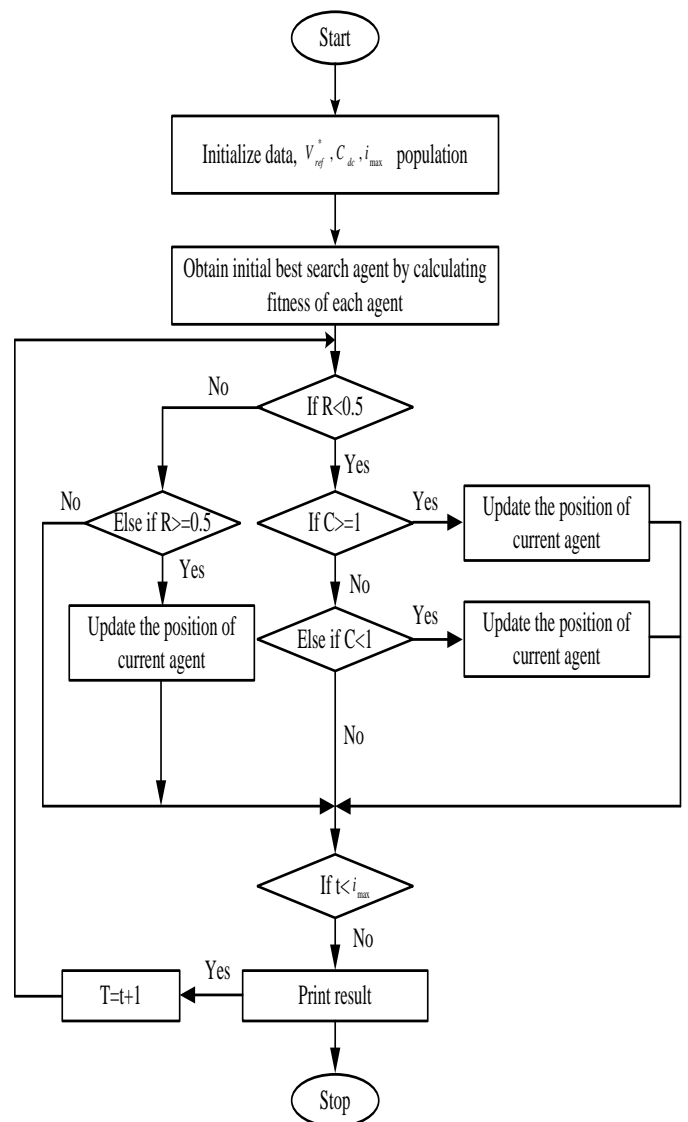 Start
Initialize data, V*ref , C dc , i max population
Obtain initial best search agent by calculating
fitness of each agent
No
If R<0.5
Yes
No
Else if R>=0.5
If C>=1
Yes
Update the position of
current agent
Yes
No
Update the position of
current agent
Else if C<1
Yes
Update the position of
current agent
No
If t< i max
No
Yes
T=t+1
Print result
Stop